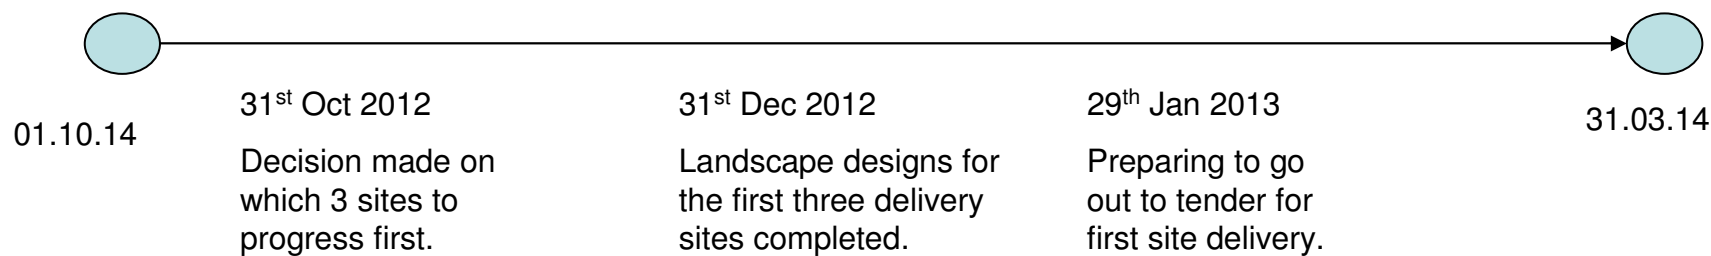 01.10.14
31st Oct 2012
Decision made on
which 3 sites to
progress first.
31st Dec 2012
Landscape designs for
the first three delivery
sites completed.
29th Jan 2013
Preparing to go
out to tender for
first site delivery.
31.03.14